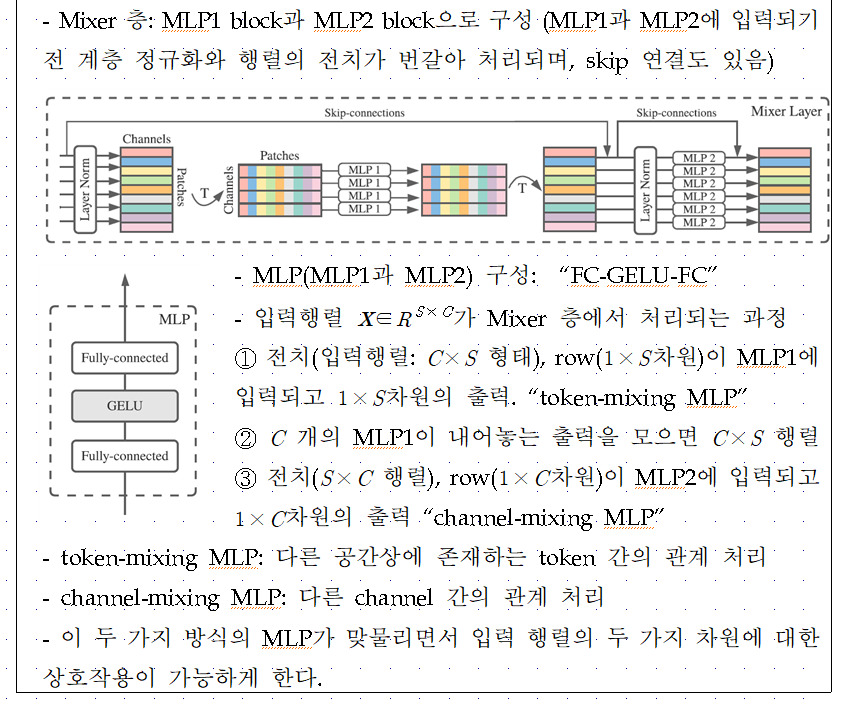 - Mixer 층: MLP1 block과 MLP2 block으로 구성 (MLP1과 MLP2에 입력되기
전 계층 정규화와 행렬의 전치가 번갈아 처리되며, skip 연결도 있음)
Skip-connections
Skip-connections
Mixer Layer
Channels
Patches
Layer Norm
Patches
T
Channels
MLP 1
MLP 1
MLP 1
MLP 1
T
Layer Norm
MLP 2
MLP 2
MLP 2
MLP 2
MLP 2
MLP 2
- MLP(MLP1과 MLP2) 구성: “FC-GELU-FC”
MLP
Fully-connected
GELU
Fully-connected
- 입력행렬 X∈R^{S×C}가 Mixer 층에서 처리되는 과정
① 전치(입력행렬: C×S 형태), row(1×S차원)이 MLP1에
입력되고 1×S차원의 출력. “token-mixing MLP”
② C 개의 MLP1이 내어놓는 출력을 모으면 C×S 행렬
③ 전치(S×C 행렬), row(1×C차원)이 MLP2에 입력되고
1×C차원의 출력 “channel-mixing MLP”
- token-mixing MLP: 다른 공간상에 존재하는 token 간의 관계 처리
- channel-mixing MLP: 다른 channel 간의 관계 처리
- 이 두 가지 방식의 MLP가 맞물리면서 입력 행렬의 두 가지 차원에 대한
상호작용이 가능하게 한다.